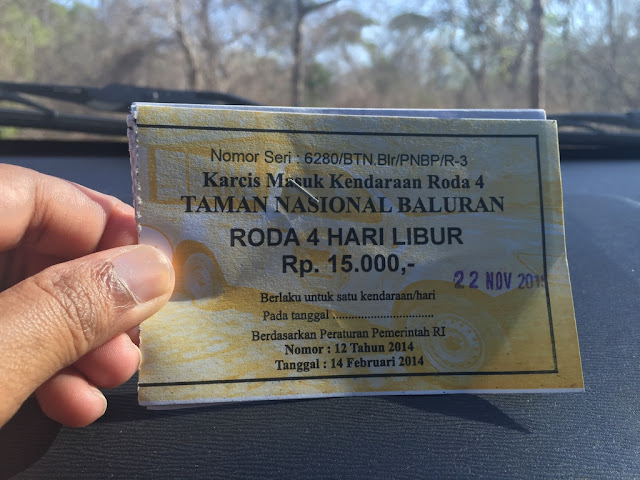 Nomor Seri : 6280/BTN.Blr/PNBP/R-3
Karcis Masuk Kendaraan Roda 4
TAMAN NASIONAL BALURAN
RODA 4 HARI LIBUR
Rp. 15.000,-
22 NOV
Berlaku untuk satu kendaraan/hari
Pada tanggal ................................
Berdasarkan Peraturan Pemerintah RI
Nomor : 12 Tahun 2014
Tanggal : 14 Februari 2014